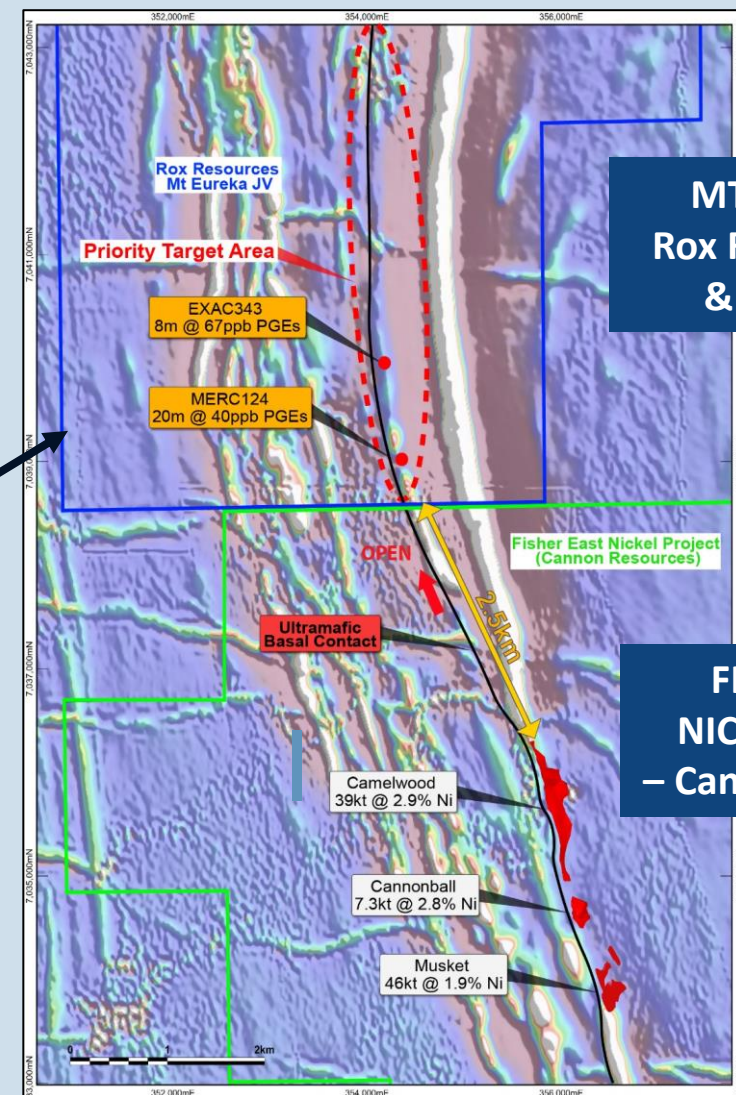 352,000mE
354,000mE
356,000mE
7,043,000mN
Rox Resources
Mt Eureka JV
MT
Rox
&
7,041,000mN
Priority Target Area
EXAC343
8m @ 67ppb PGEs
MERC124
20m @ 40ppb PGEs
7,039,000mN
OPEN
Fisher East Nickel Project
(Cannon Resources)
2.5km
Ultramafic
Basal Contact
7,037,000mN
NIC
Camelwood
39kt @ 2.9% Ni
7,035,000mN
Cannonball
7.3kt @ 2.8% Ni
Musket
46kt @ 1.9% Ni
0 1 2km
352,000mE
354,000mE
356,000mE